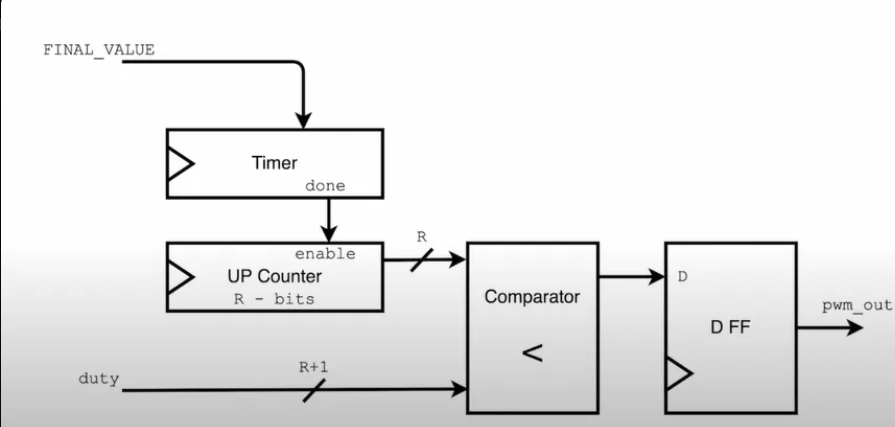 FINAL_VALUE
Timer
done
enable
UP Counter
R - bits
R
duty
R+1
Comparator
<
D
D FF
pwm_out